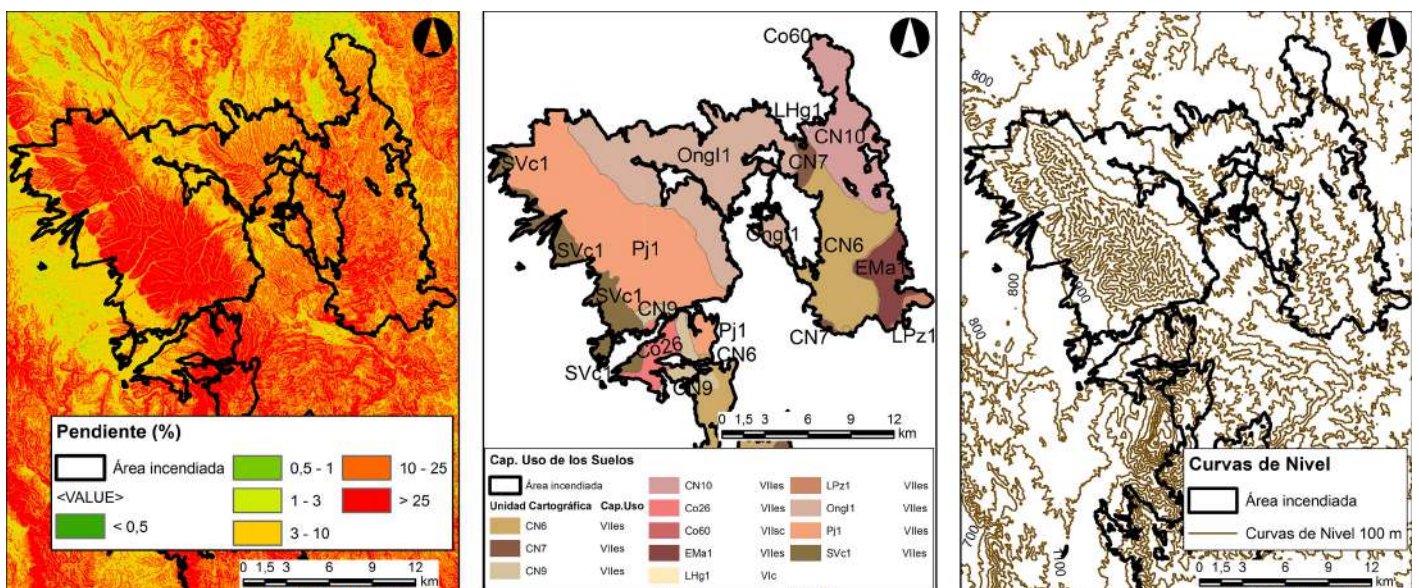 Pendiente (%)
Área incendiada
<VALUE>
< 0,5
0,5 - 1
1 - 3
3 - 10
10 - 25
> 25
0 1,5 3 6 9 12
km
Co60
LHg1
CN10
OngI1
CN7
SVc1
OngI1
CN6
SVc1
Pj1
EMa1
SVc1
CN9
Pj1
CN7
LPz1
Co26
CN6
SVc1
CN9
0 1,5 3 6 9 12
km
Cap. Uso de los Suelos
Área incendiada
Unidad Cartográfica Cap.Uso
CN6 VIIes
CN7 VIIes
CN9 VIIes
CN10 VIIes
Co26 VIIes
Co60 VIIsc
EMa1 VIIes
LHg1 VIc
LPz1 VIIes
OngI1 VIIes
Pj1 VIIes
SVc1 VIIes
800
800
900
800
700
700
Curvas de Nivel
Área incendiada
Curvas de Nivel 100 m
0 1,5 3 6 9 12
km